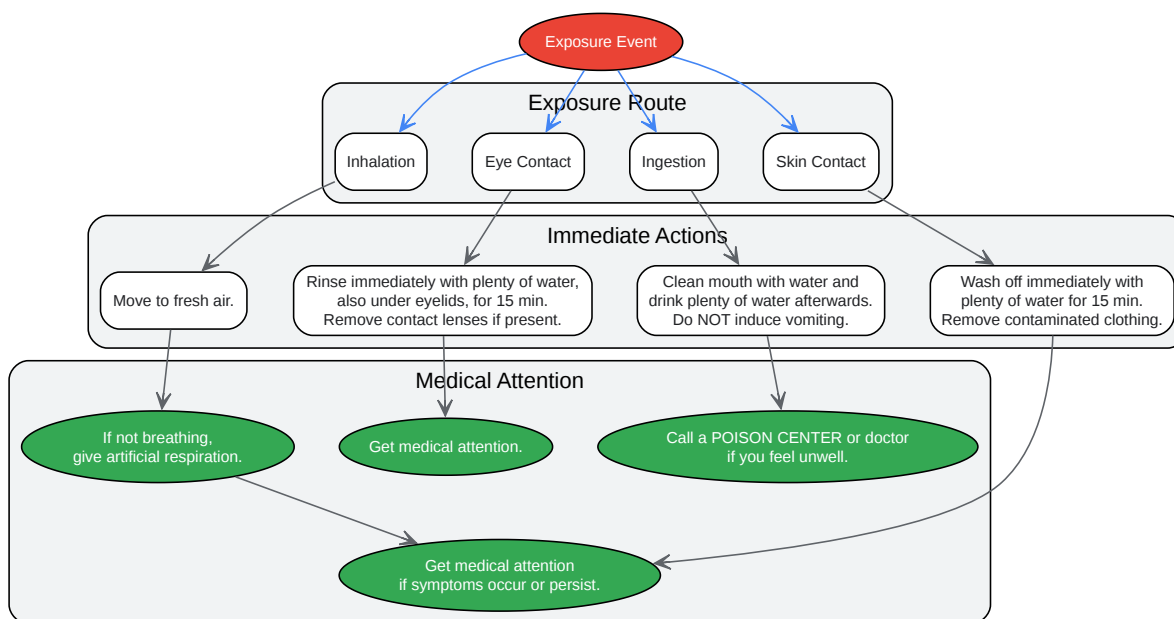 Exposure Event
Exposure Route
Inhalation
Eye Contact
Ingestion
Skin Contact
Immediate Actions
Move to fresh air.
Rinse immediately with plenty of water,
also under eyelids, for 15 min.
Remove contact lenses if present.
Clean mouth with water and
drink plenty of water afterwards.
Do NOT induce vomiting.
Wash off immediately with
plenty of water for 15 min.
Remove contaminated clothing.
Medical Attention
If not breathing,
give artificial respiration.
Get medical attention.
Call a POISON CENTER or doctor
if you feel unwell.
Get medical attention
if symptoms occur or persist.